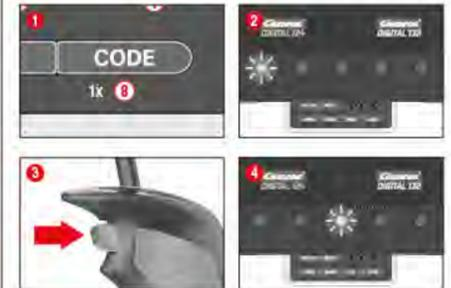 1
CODE
1x 8
2
Carrera Carrera
DIGITAL 124 DIGITAL 132
3
4
Carrera Carrera
DIGITAL 124 DIGITAL 132